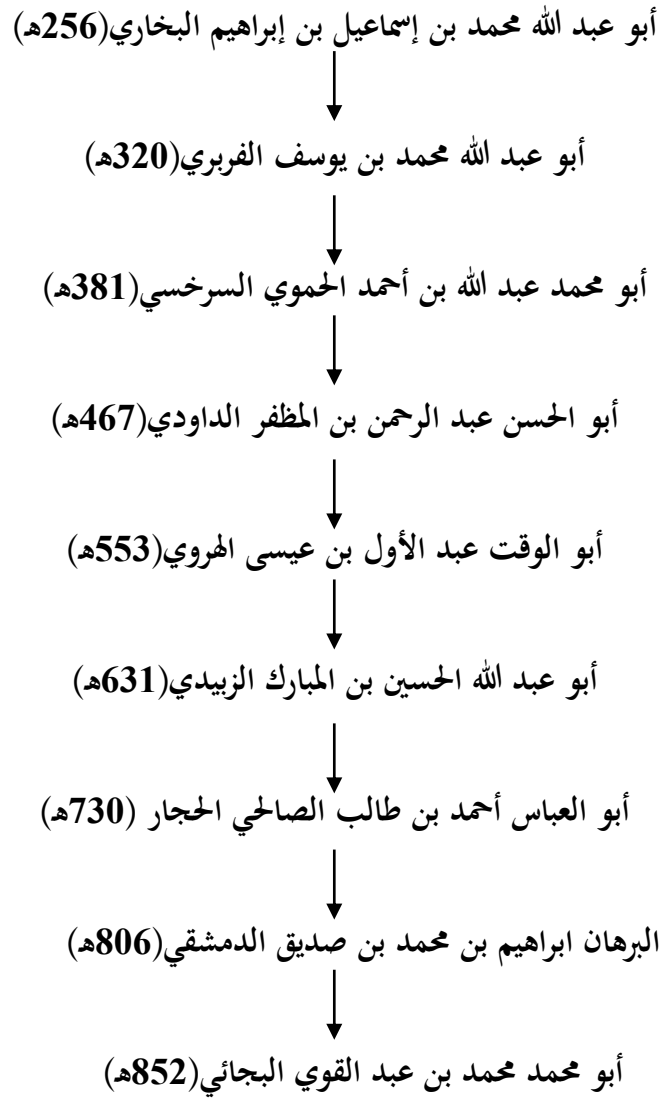 أبو عبد الله محمد بن إسماعيل بن إبراهيم البخاري(256هـ)
أبو عبد الله محمد بن يوسف الفربري(320هـ)
أبو محمد عبد الله بن أحمد الحموي السرخسي(381هـ)
أبو الحسن عبد الرحمن بن المظفر الداودي(467هـ)
أبو الوقت عبد الأول بن عيسى الهروي(553هـ)
أبو عبد الله الحسين بن المبارك الزبيدي(631هـ)
أبو العباس أحمد بن طالب الصالحي الحجار (730هـ)
البرهان ابراهيم بن محمد بن صديق الدمشقي(806هـ)
أبو محمد محمد بن عبد القوي البجائي(852هـ)